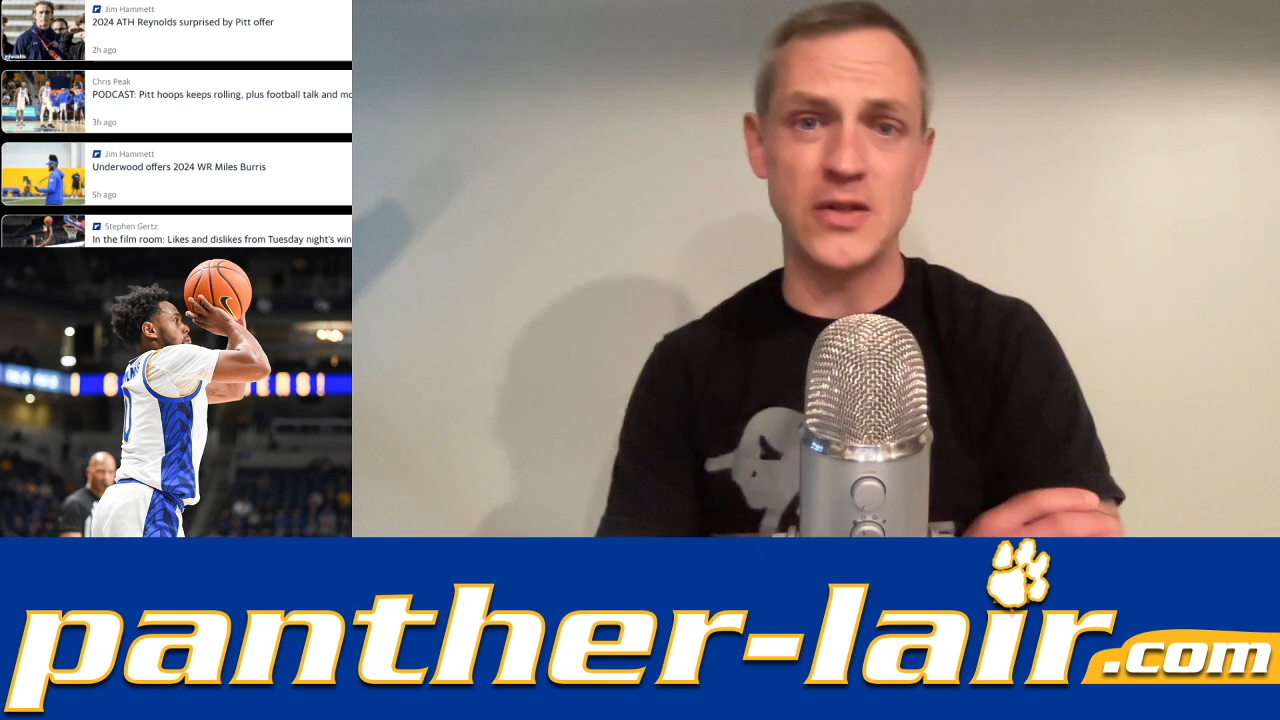 Jim Hammett
2024 ATH Reynolds surprised by Pitt offer
2h ago
rivals
Chris Peak
PODCAST: Pitt hoops keeps rolling, plus football talk and mo
3h ago
Jim Hammett
Underwood offers 2024 WR Miles Burris
5h ago
Stephen Gertz
In the film room: Likes and dislikes from Tuesday night's win
panther-lair.com